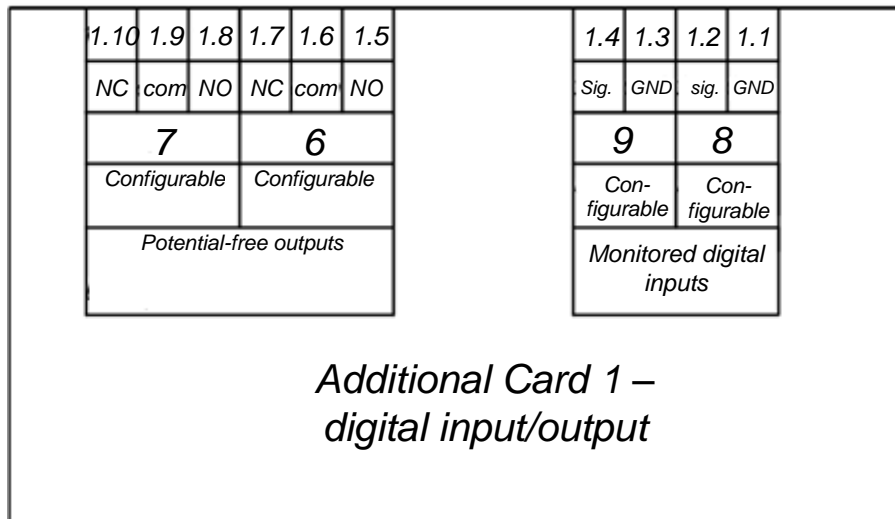 1.10 1.9 1.8 1.7 1.6 1.5 1.4 1.3 1.2 1.1
NC com NO NC com NO Sig. GND sig. GND
7 6 9 8
Configurable Configurable Con-
figurable Con-
figurable
Potential-free outputs Monitored digital
inputs
Additional Card 1 –
digital input/output